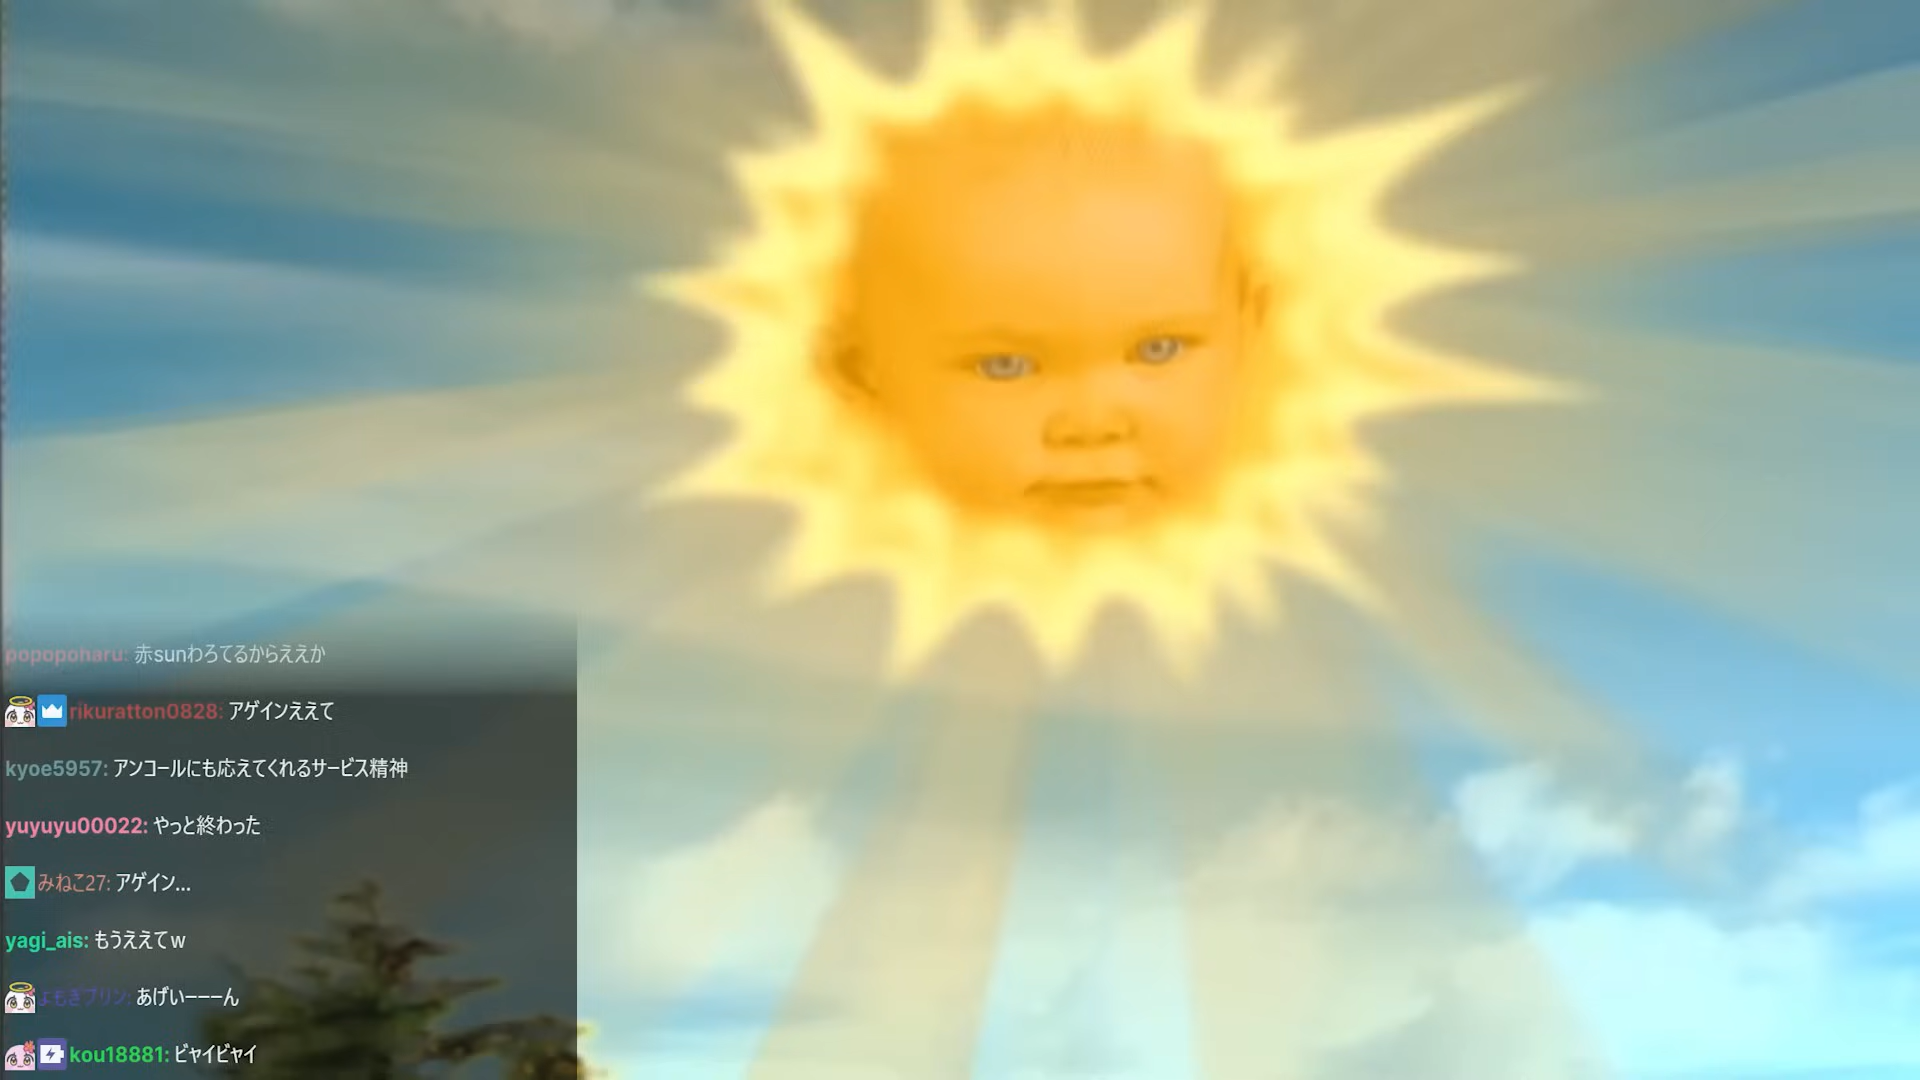 popopoharu: 赤sunわろてるからええか
rikuratton0828: アゲインええて
kyoe5957: アンコールにも応えてくれるサービス精神
yuyuyu00022: やっと終わった
みねこ27: アゲイン...
yagi_ais: もうええてw
よもぎプリン: あげいーーーん
kou18881: ビャイビャイ